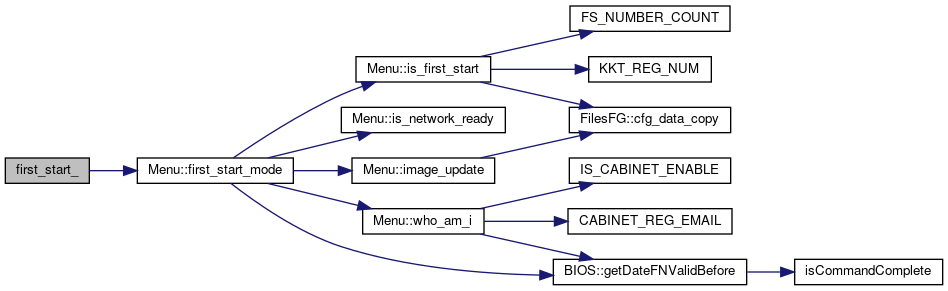 FS_NUMBER_COUNT
Menu::is_first_start
KKT_REG_NUM
Menu::is_network_ready
FilesFG::cfg_data_copy
first_start_
Menu::first_start_mode
Menu::image_update
IS_CABINET_ENABLE
Menu::who_am_i
CABINET_REG_EMAIL
BIOS::getDateFNValidBefore
isCommandComplete